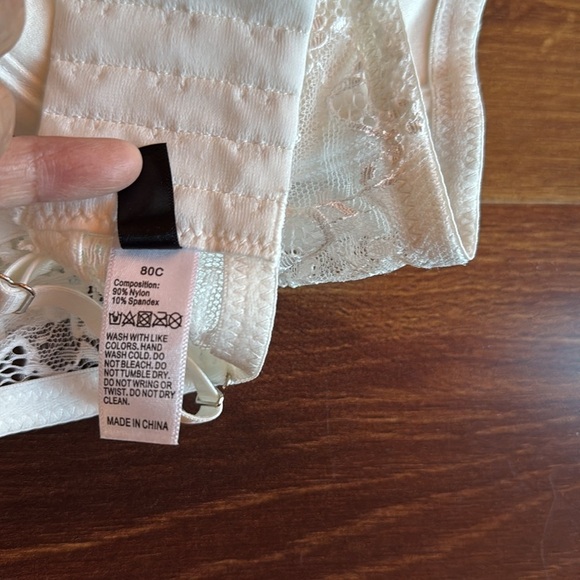 80C
Composition:
90% Nylon
10% Spandex
WASH WITH LIKE
COLORS. HAND
WASH COLD. DO
NOT BLEACH. DO
NOT TUMBLE DRY.
DO NOT WRING OR
TWIST. DO NOT DRY
CLEAN.
MADE IN CHINA